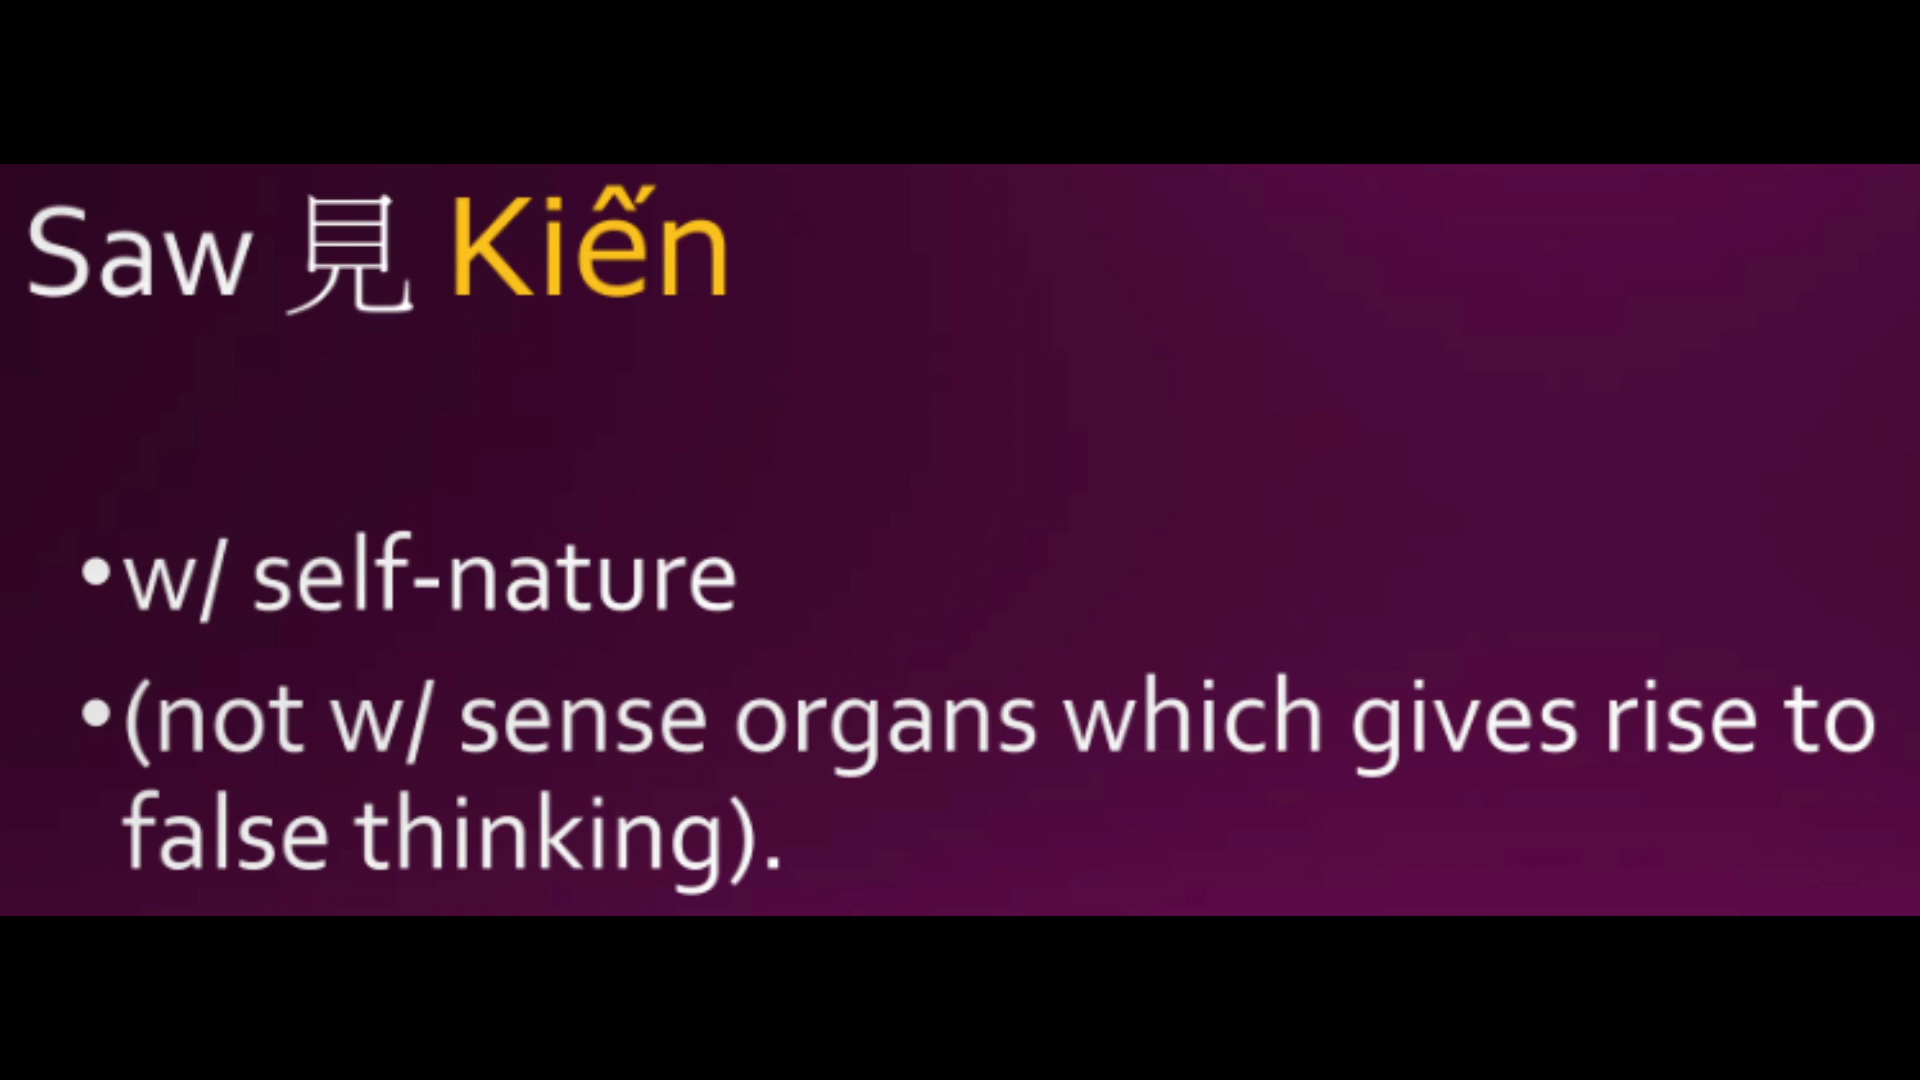 Saw 見 Kiến
•w/ self-nature
•(not w/ sense organs which gives rise to
false thinking).